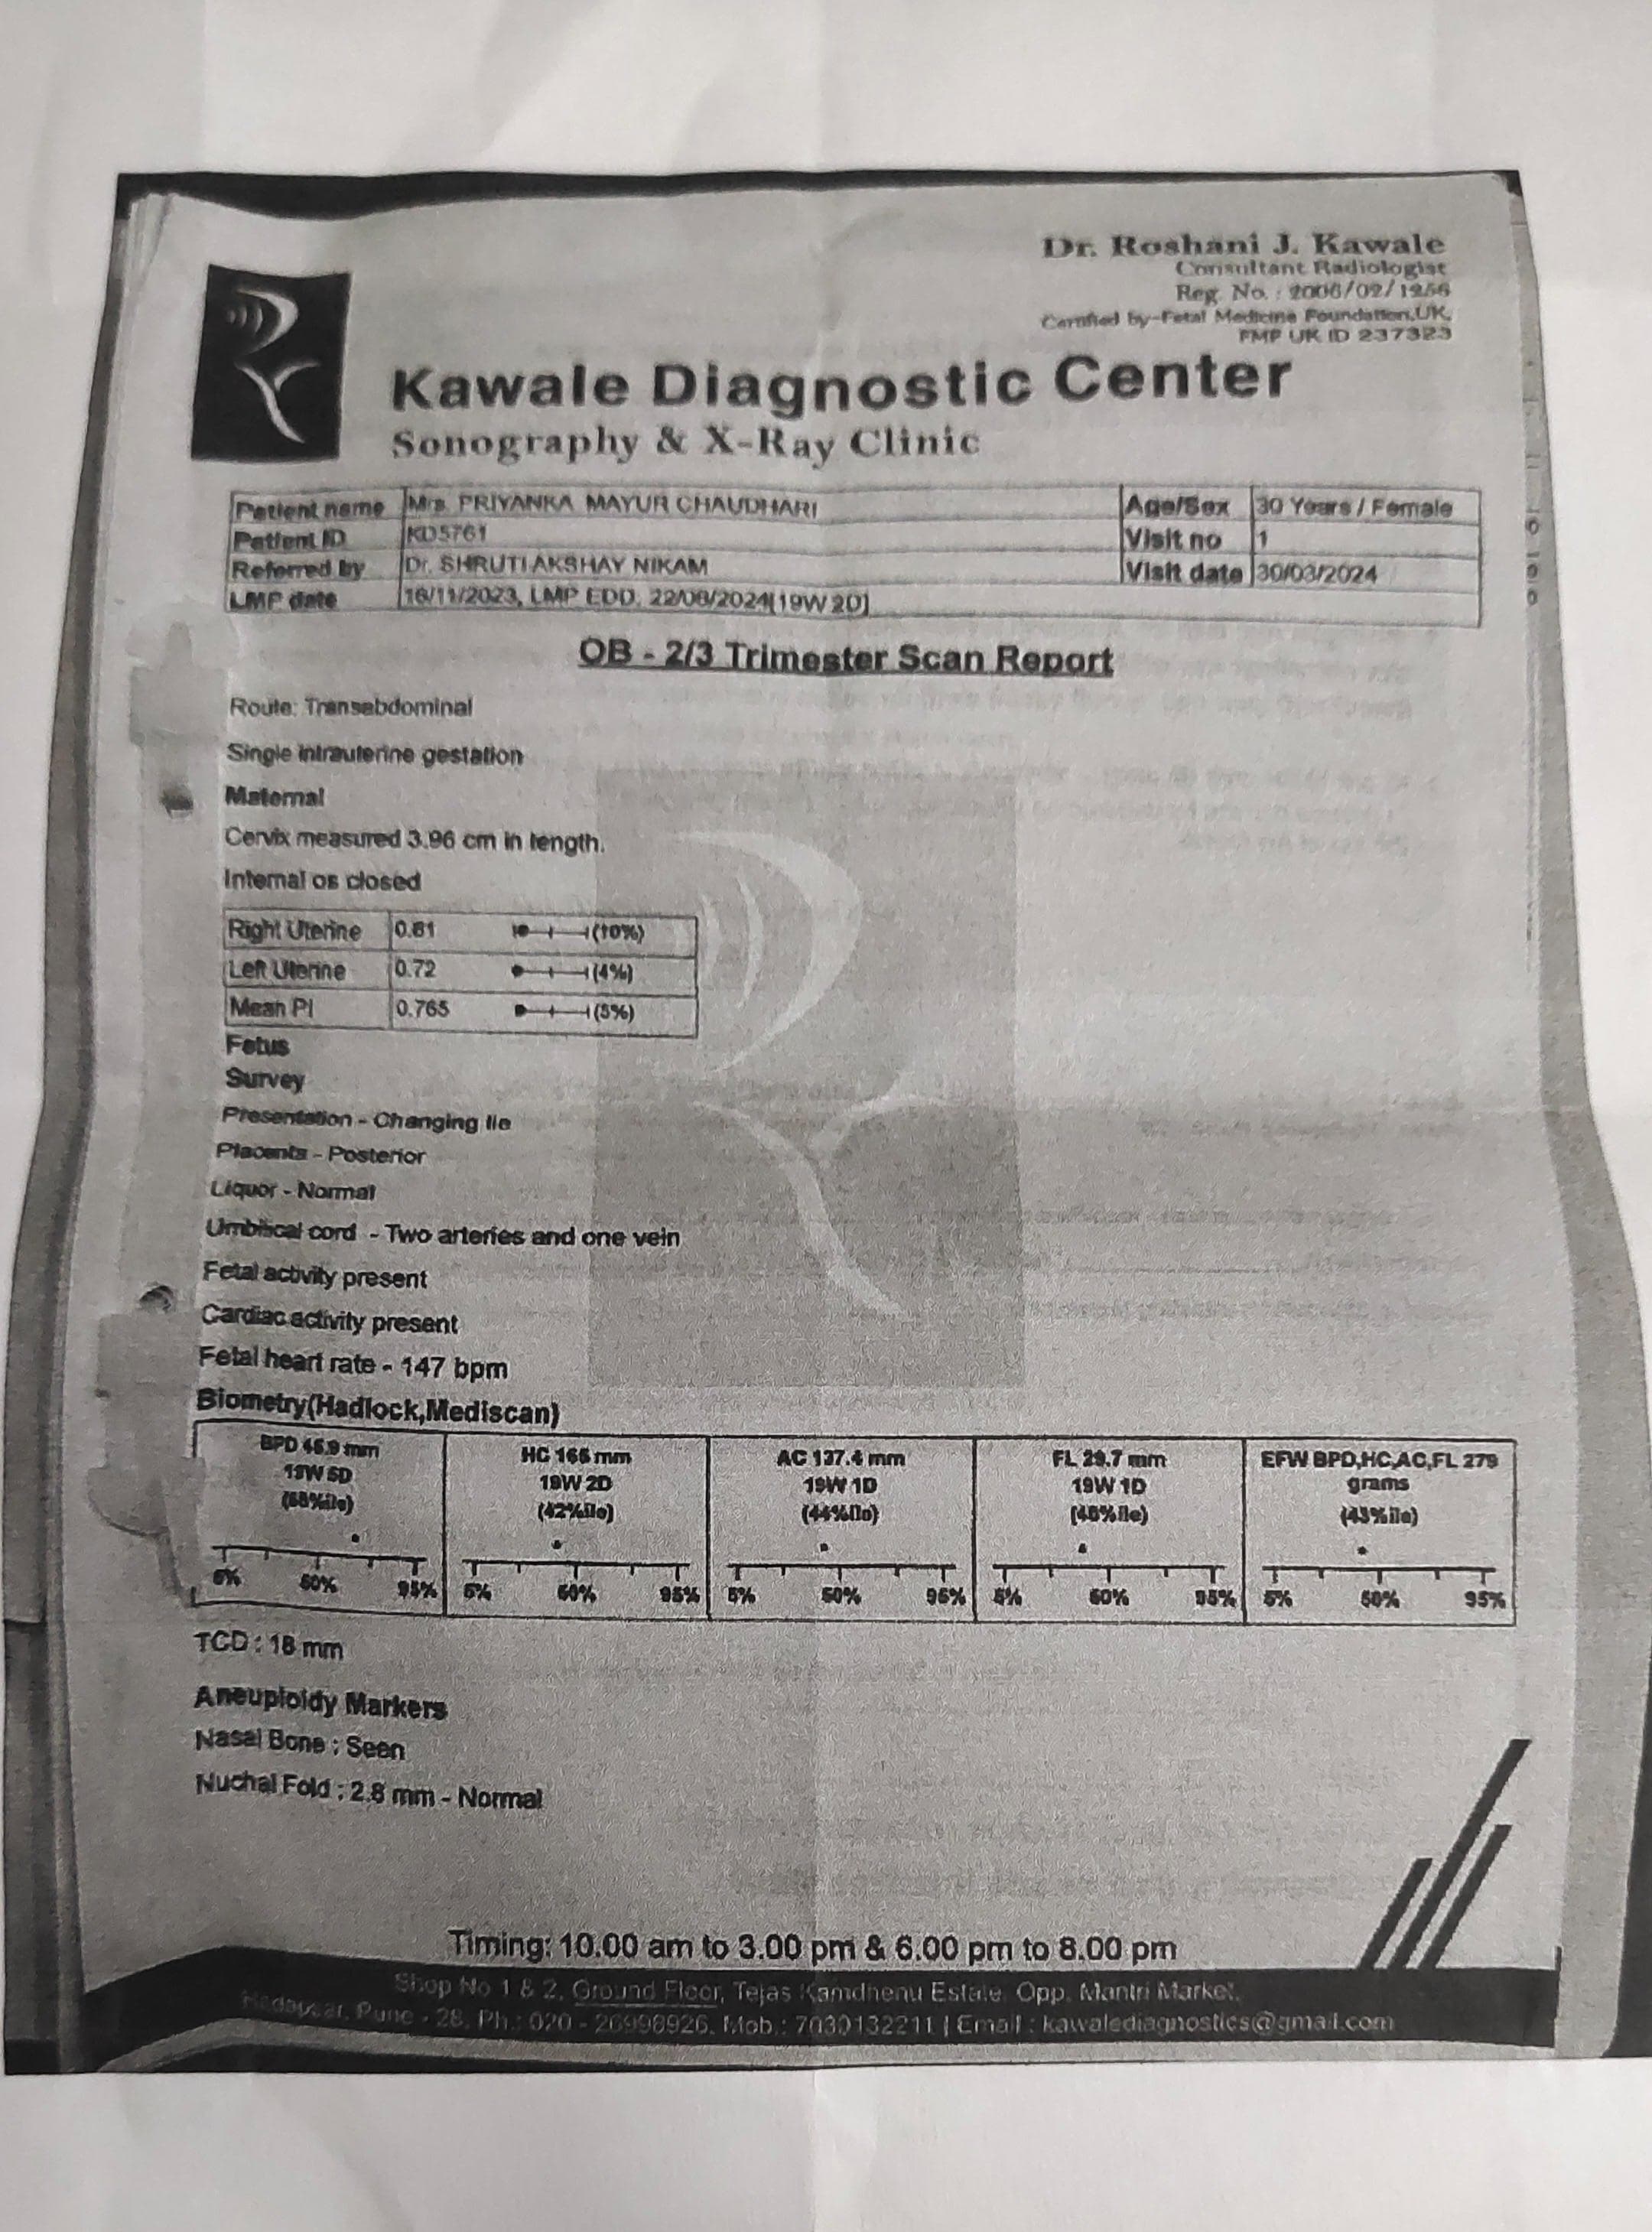 Dr. Roshani J. Kawale
Consultant Radiologist
Reg. No. : 2006/02/1256
Certified by-Fetal Medicine Foundation,UK,
FMF UK ID 237323
Kawale Diagnostic Center
Sonography & X-Ray Clinic
Patient name Mrs. PRIYANKA MAYUR CHAUDHARI Age/Sex 30 Years / Female
Patient ID KD5761 Visit no 1
Referred by Dr. SHRUTI AKSHAY NIKAM Visit date 30/03/2024
LMP date 16/11/2023, LMP EDD. 22/08/2024[19W 2D]
OB - 2/3 Trimester Scan Report
Route: Transabdominal
Single intrauterine gestation
Maternal
Cervix measured 3.96 cm in length.
Internal os closed
Right Uterine 0.81 (10%)
Left Uterine 0.72 (4%)
Mean PI 0.765 (5%)
Fetus
Survey
Presentation - Changing lie
Placenta - Posterior
Liquor - Normal
Umbilical cord - Two arteries and one vein
Fetal activity present
Cardiac activity present
Fetal heart rate - 147 bpm
Biometry(Hadlock,Mediscan)
BPD mm HC mm AC 137.4 mm FL 29.7 mm EFW BPD,HC,AC,FL 279
19W 5D 19W 2D 19W 1D 19W 1D grams
(42%ile) (44%ile) (43%ile)
5% 50% 95% 5% 50% 95% 5% 50% 95% 5% 50% 95% 5% 50% 95%
TCD : 18 mm
Aneuploidy Markers
Nasal Bone : Seen
Nuchal Fold : 2.8 mm - Normal
Timing: 10.00 am to 3.00 pm & 6.00 pm to 8.00 pm
Shop No 1 & 2, Ground Floor, Tejas Kamdhenu Estate, Opp. Mantri Market,
Hadapsar, Pune - 28. Ph.: 020 - 26998926, Mob.: 7030132211 | Email : kawalediagnostics@gmail.com